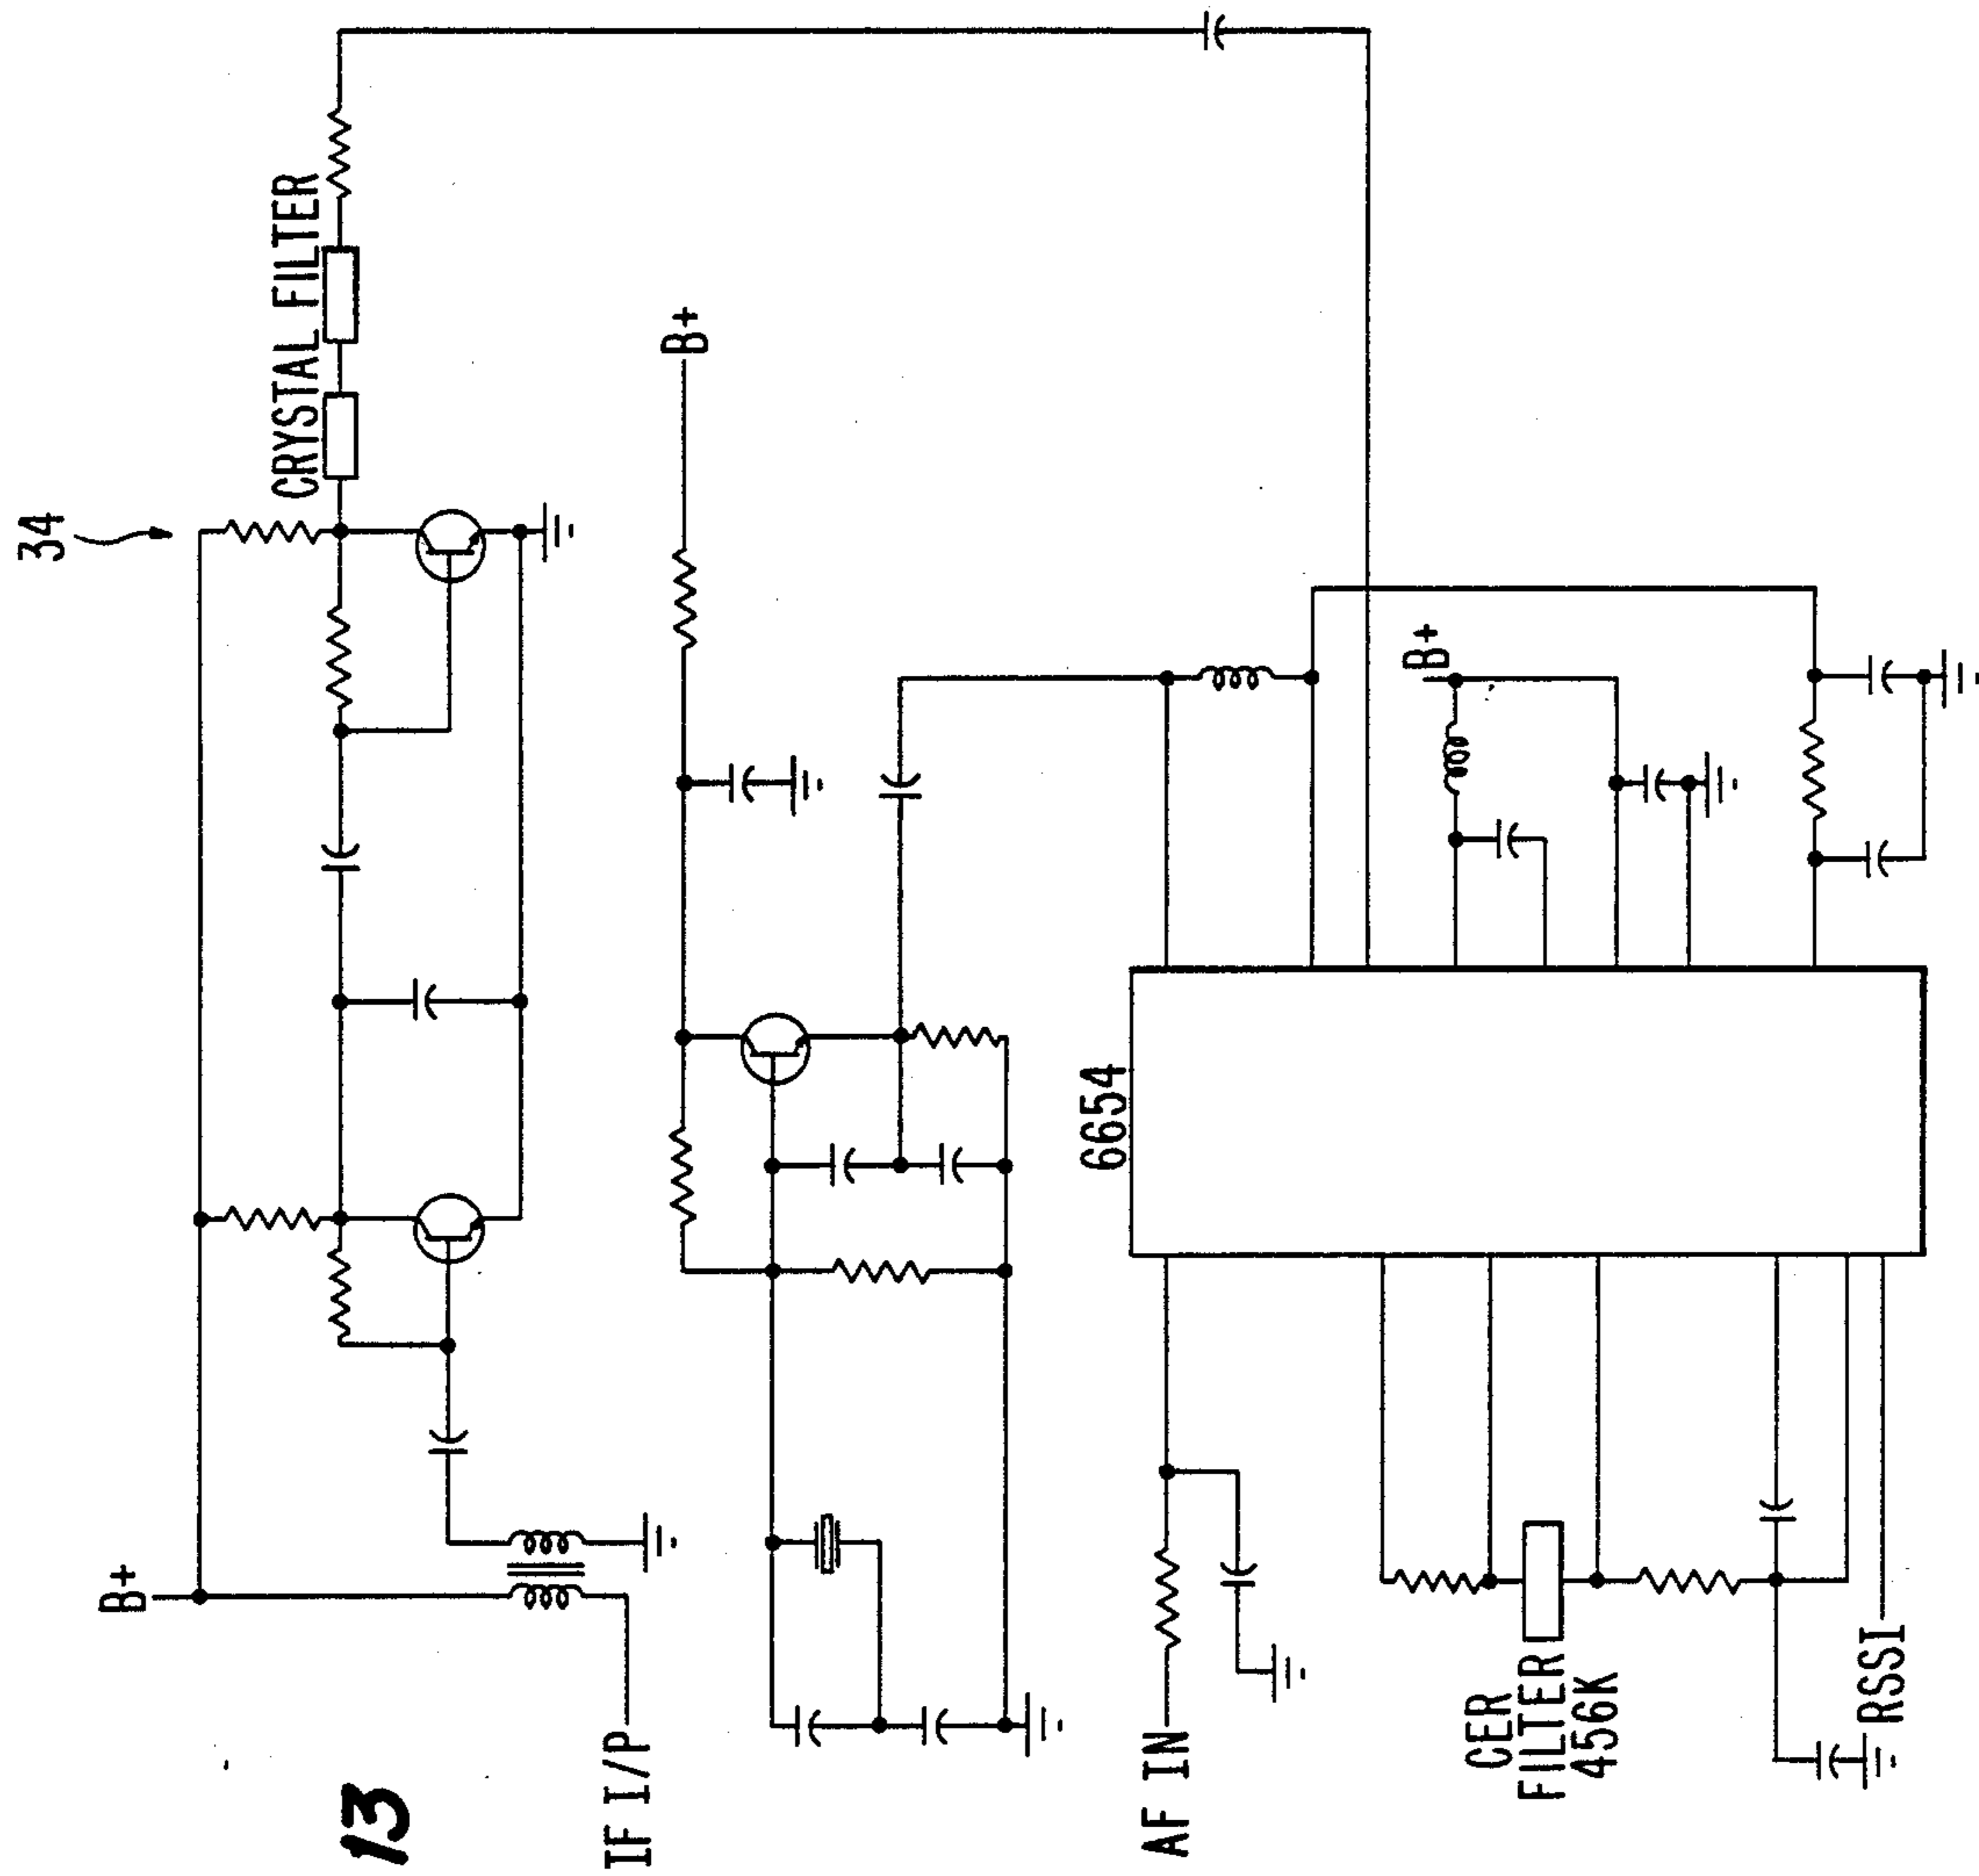 34
CRYSTAL FILTER
B+
B+
13
IF I/P
B+
6654
AF IN
CER
FILTER
456K
RSSI